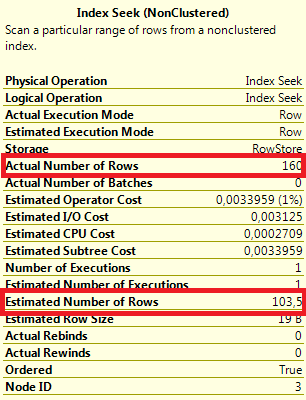 Index Seek (NonClustered)
Scan a particular range of rows from a nonclustered
index.
Physical Operation Index Seek
Logical Operation Index Seek
Actual Execution Mode Row
Estimated Execution Mode Row
Storage RowStore
Actual Number of Rows 160
Actual Number of Batches 0
Estimated Operator Cost 0,0033959 (1%)
Estimated I/O Cost 0,003125
Estimated CPU Cost 0,0002709
Estimated Subtree Cost 0,0033959
Number of Executions 1
Estimated Number of Executions 1
Estimated Number of Rows 103,5
Estimated Row Size 19 B
Actual Rebinds 0
Actual Rewinds 0
Ordered True
Node ID 3